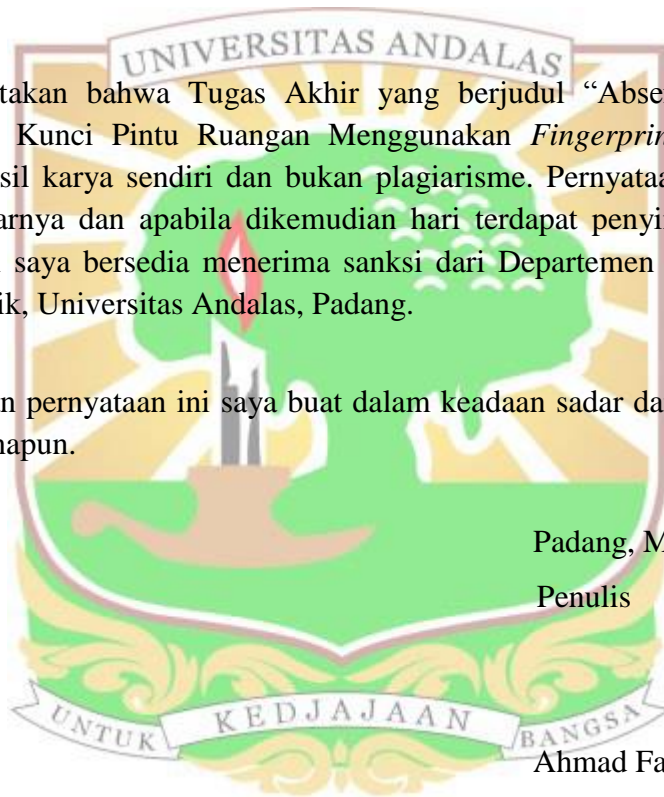 UNIVERSITAS ANDALAS
takan bahwa Tugas Akhir yang berjudul “Abse
Kunci Pintu Ruangan Menggunakan Fingerprin
sil karya sendiri dan bukan plagiarisme. Pernyataa
arnya dan apabila dikemudian hari terdapat penyi
saya bersedia menerima sanksi dari Departemen
ik, Universitas Andalas, Padang.
n pernyataan ini saya buat dalam keadaan sadar da
napun.
Padang, M
Penulis
UNTUK KEDJAJAAN BANGSA
Ahmad Fa